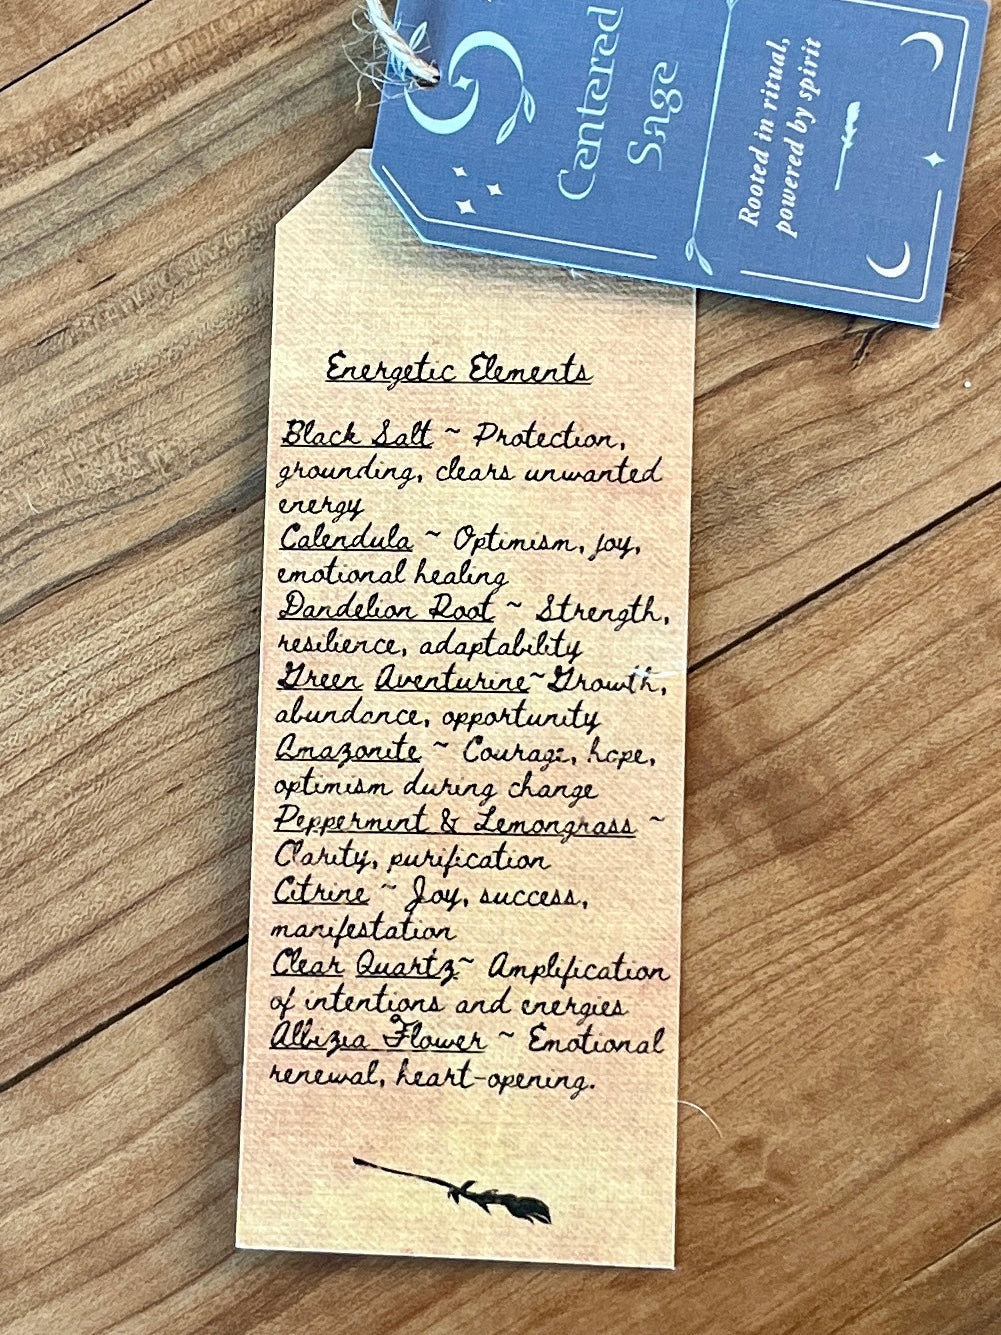 Centered
Sage
Rooted in ritual,
powered by spirit
Energetic Elements
Black Salt ~ Protection,
grounding, clears unwanted
energy
Calendula ~ Optimism, joy,
emotional healing
Dandelion Root ~ Strength,
resilience, adaptability
Green Aventurine~Growth,
abundance, opportunity
Amazonite ~ Courage, hope,
optimism during change
Peppermint & Lemongrass ~
Clarity, purification
Citrine ~ Joy, success,
manifestation
Clear Quartz~ Amplification
of intentions and energies
Albizia Flower ~ Emotional
renewal, heart-opening.